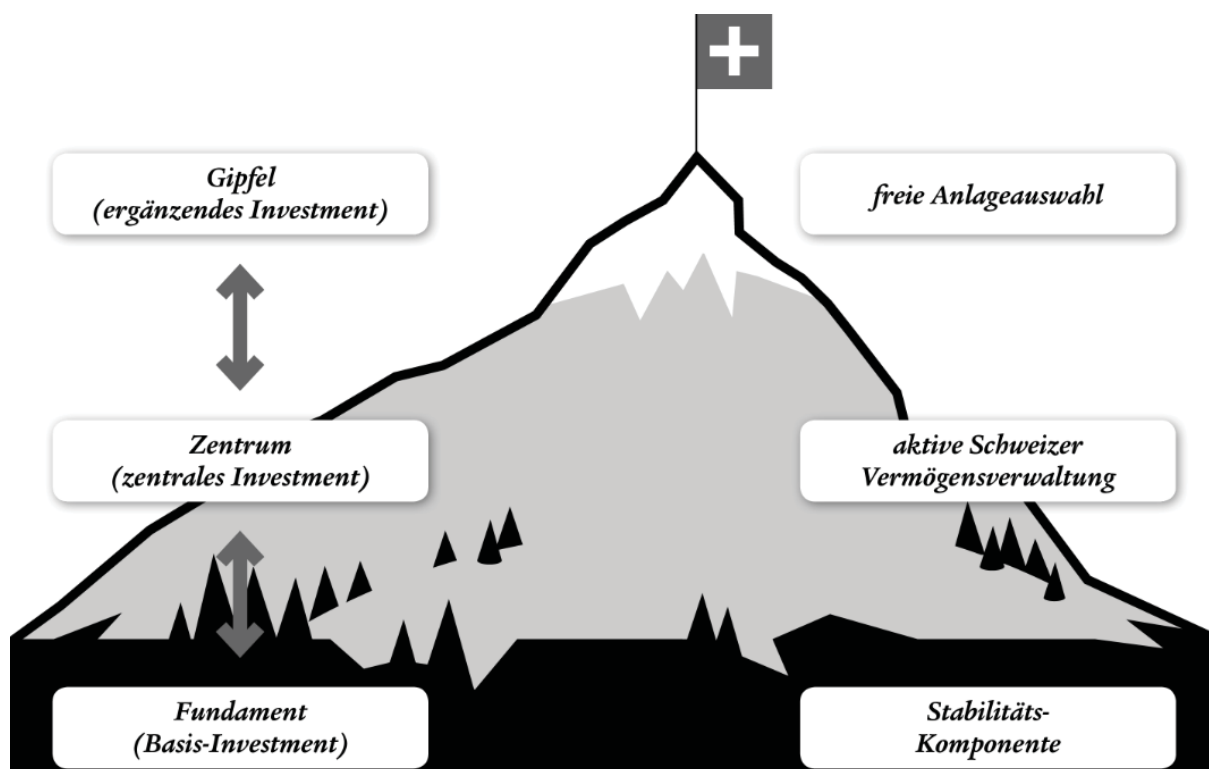 Gipfel
(ergänzendes Investment)
freie Anlageauswahl
Zentrum
(zentrales Investment)
aktive Schweizer
Vermögensverwaltung
Fundament
(Basis-Investment)
Stabilitäts-
Komponente